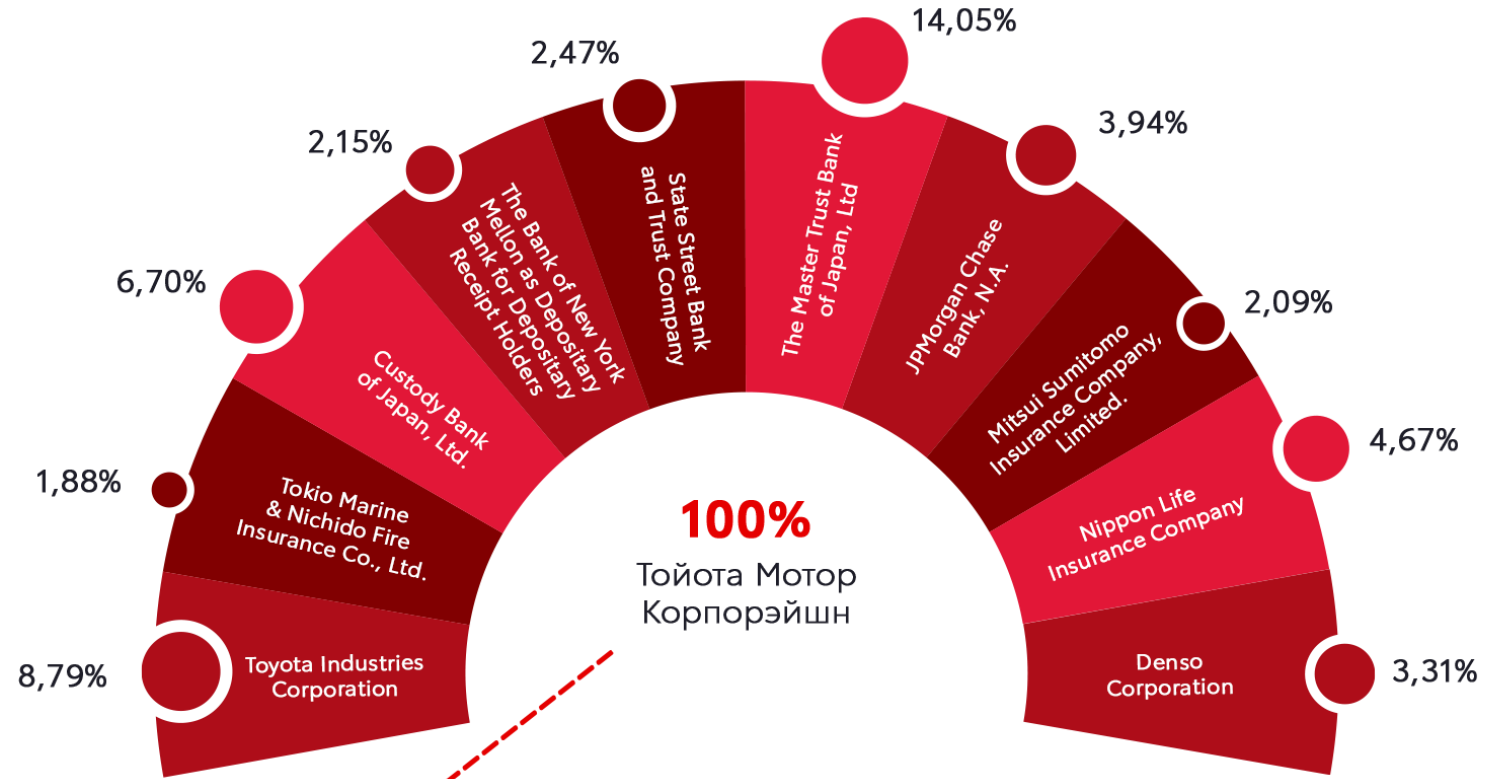 8,79%
Toyota Industries
Corporation
1,88%
Tokio Marine
& Nichido Fire
Insurance Co., Ltd.
6,70%
Custody Bank
of Japan, Ltd.
2,15%
The Bank of New York
Mellon as Depositary
Bank for Depositary
Receipt Holders
2,47%
State Street Bank
and Trust Company
14,05%
The Master Trust Bank
of Japan, Ltd
3,94%
JPMorgan Chase
Bank, N.A.
2,09%
Mitsui Sumitomo
Insurance Company,
Limited.
4,67%
Nippon Life
Insurance Company
3,31%
Denso
Corporation
100%
Тойота Мотор
Корпорэйшн